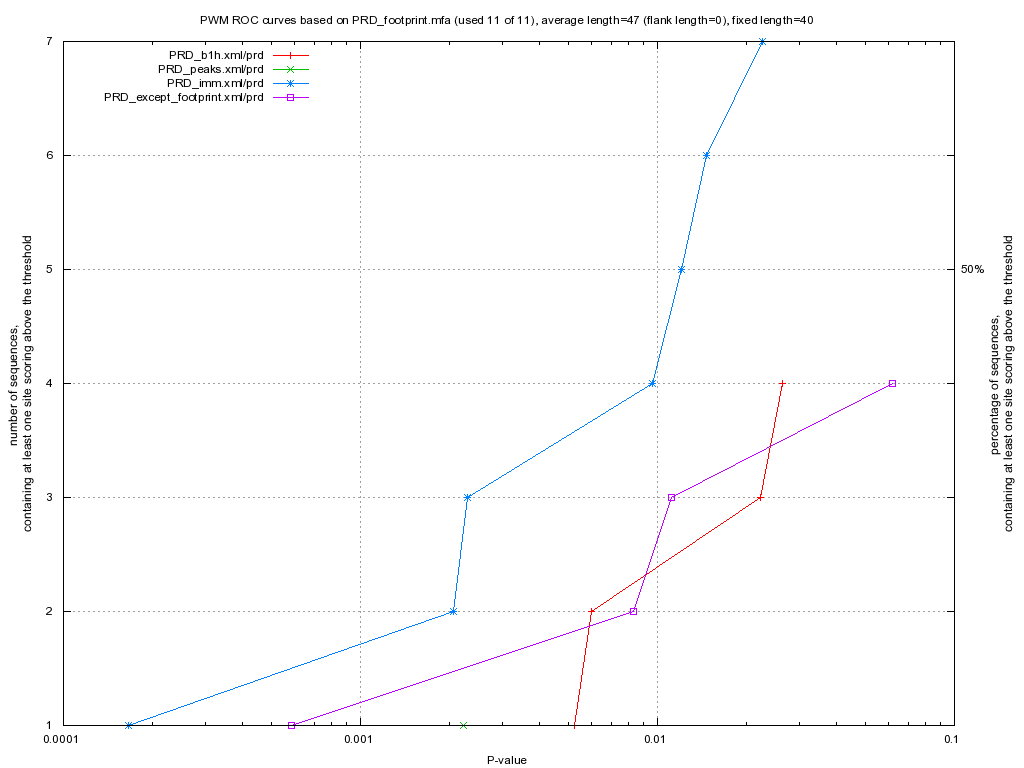 PWM ROC curves based on PRD_footprint.mfa (used 11 of 11), average length=47 (flank length=0), fixed length=40
PRD_b1h.xml/prd
PRD_peaks.xml/prd
PRD_imm.xml/prd
PRD_except_footprint.xml/prd
7
6
5
4
3
2
1
50%
number of sequences,
containing at least one site scoring above the threshold
percentage of sequences,
containing at least one site scoring above the threshold
0.0001
0.001
0.01
0.1
P-value